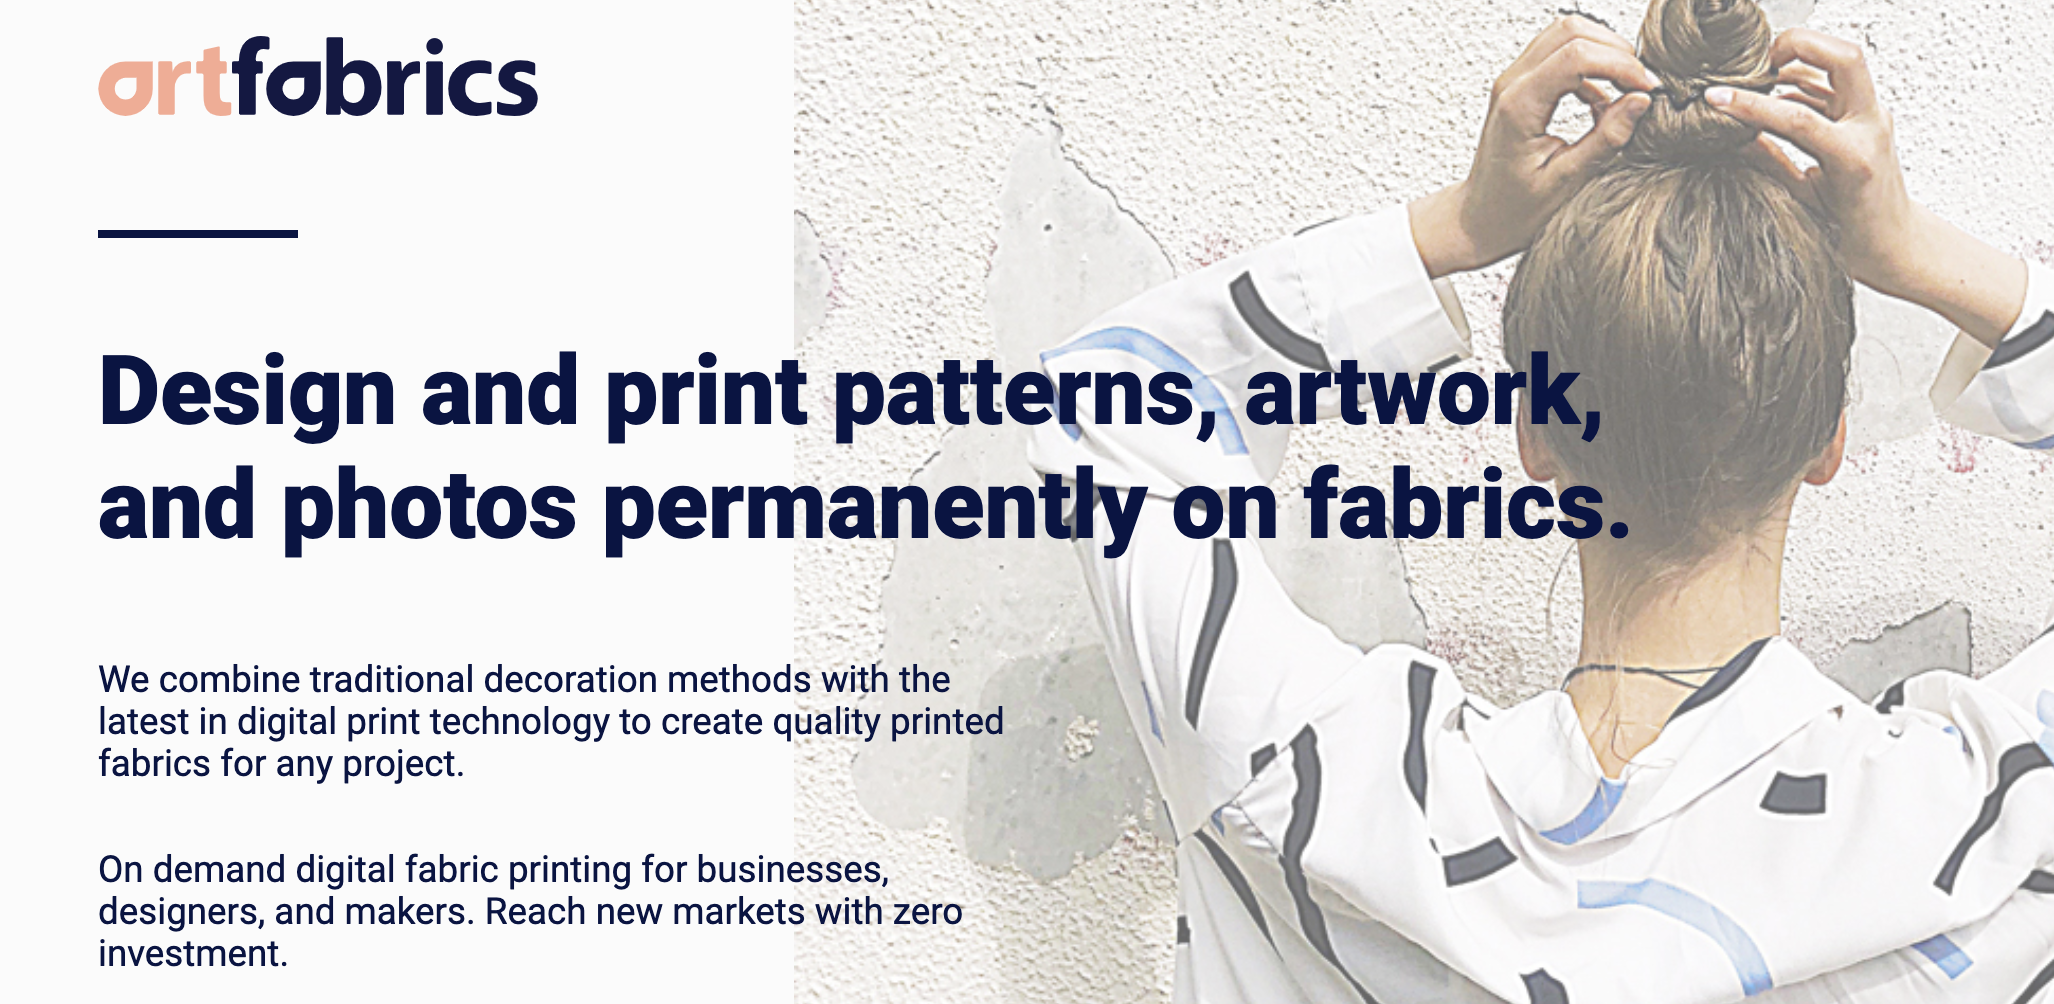 artfabrics
Design and print patterns, artwork,
and photos permanently on fabrics.
We combine traditional decoration methods with the
latest in digital print technology to create quality printed
fabrics for any project.
On demand digital fabric printing for businesses,
designers, and makers. Reach new markets with zero
investment.